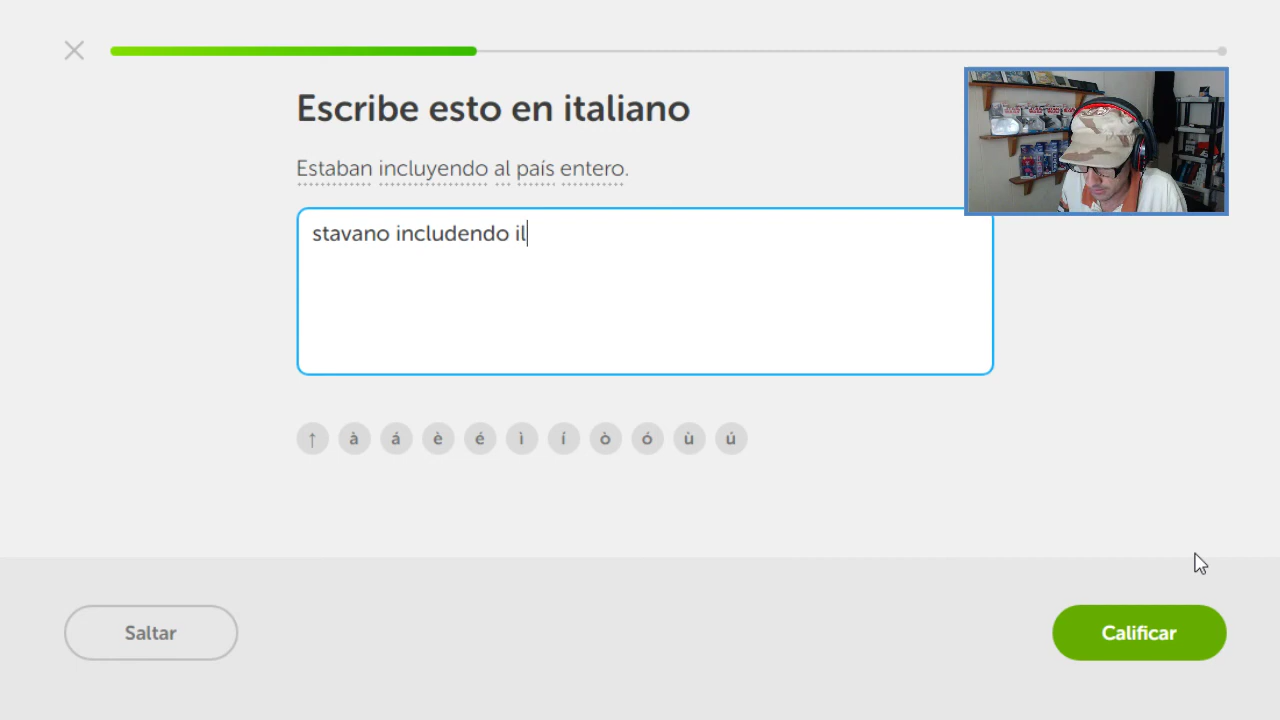 Escribe esto en italiano
Estaban incluyendo al país entero.
stavano includendo il
↑ à á è é ì í ò ó ù ú
Saltar
Calificar